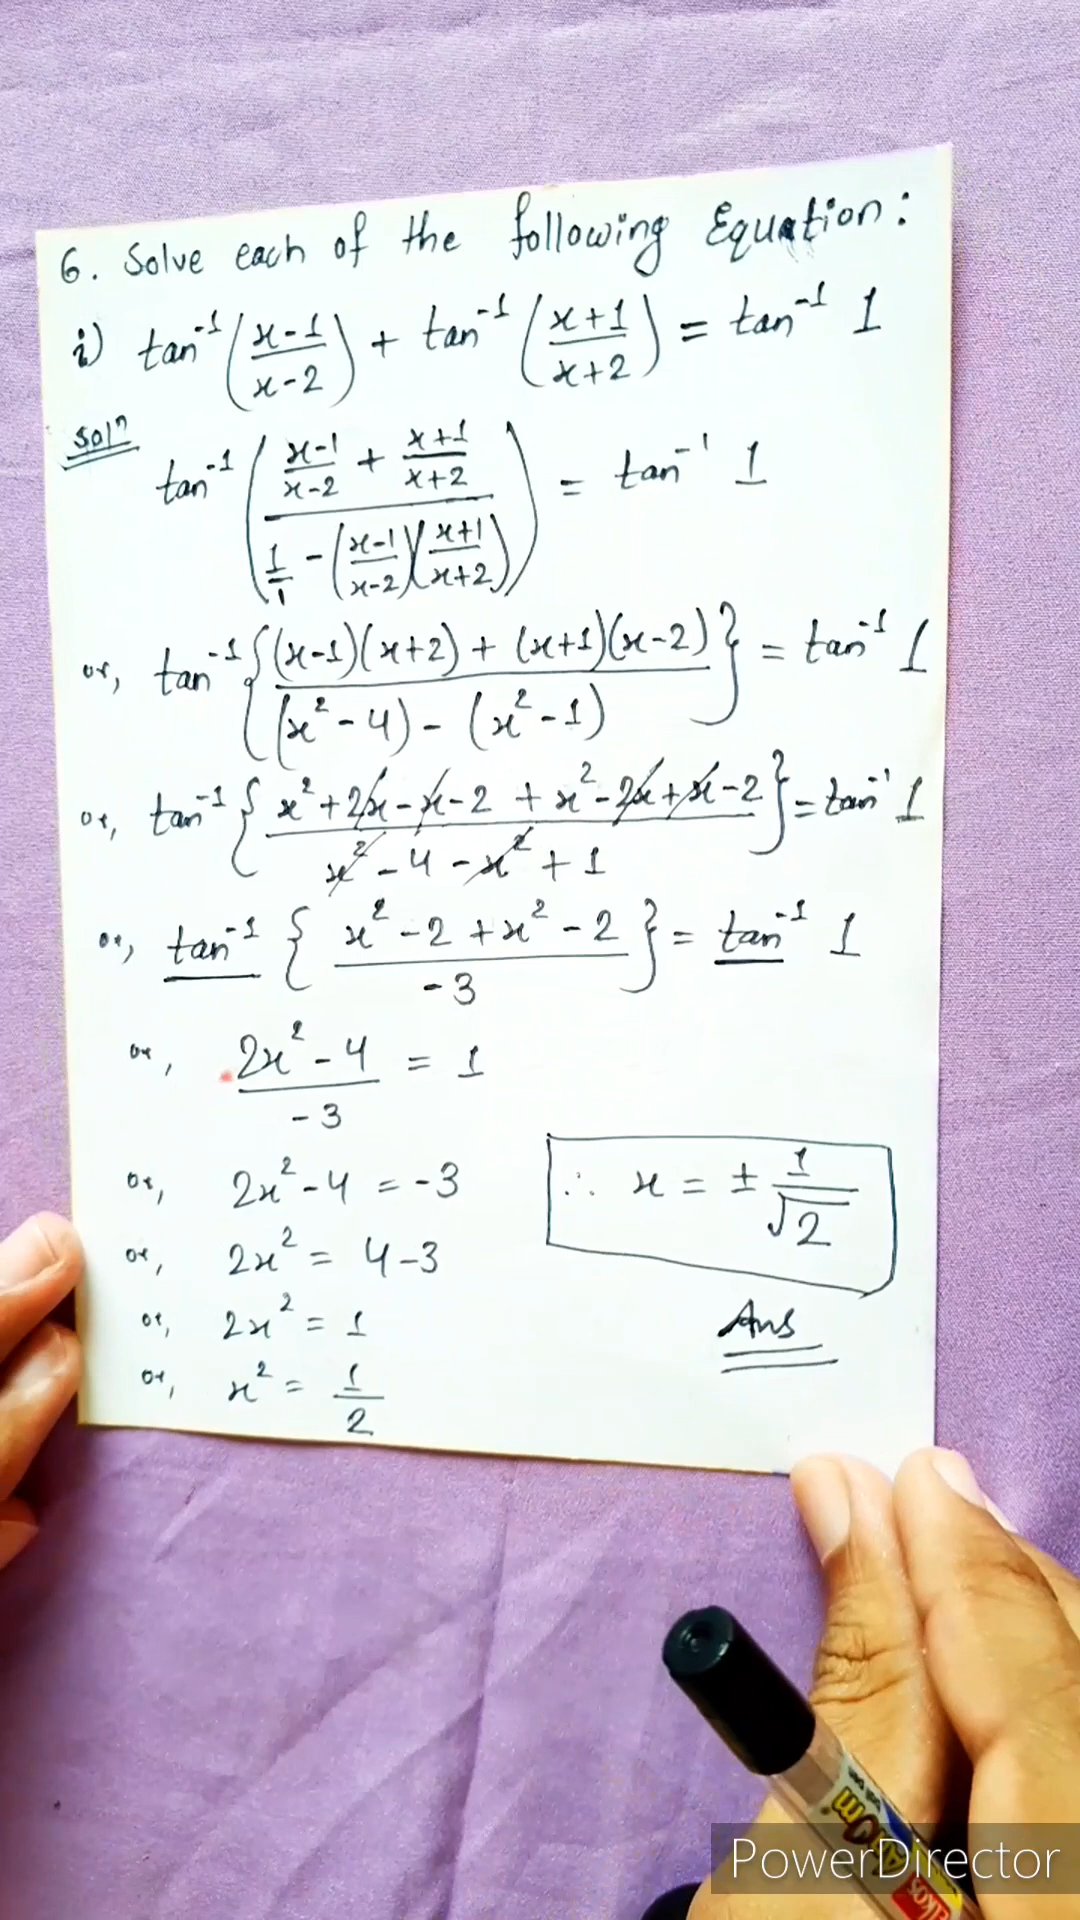 6. Solve each of the following Equation:
i) tan⁻¹ ((x-1)/(x-2)) + tan⁻¹ ((x+1)/(x+2)) = tan⁻¹ 1
Solⁿ
tan⁻¹ (((x-1)/(x-2) + (x+1)/(x+2)) / (1/1 - ((x-1)/(x-2))((x+1)/(x+2)))) = tan⁻¹ 1
or, tan⁻¹ {((x-1)(x+2) + (x+1)(x-2)) / ((x²-4) - (x²-1))} = tan⁻¹ 1
or, tan⁻¹ {(x²+2x-x-2 + x²-2x+x-2) / (x²-4-x²+1)} = tan⁻¹ 1
or, tan⁻¹ {(x²-2+x²-2) / -3} = tan⁻¹ 1
or, (2x²-4) / -3 = 1
or, 2x²-4 = -3
or, 2x² = 4-3
or, 2x² = 1
or, x² = 1/2
∴ x = ± 1/√2
Ans
PowerDirector